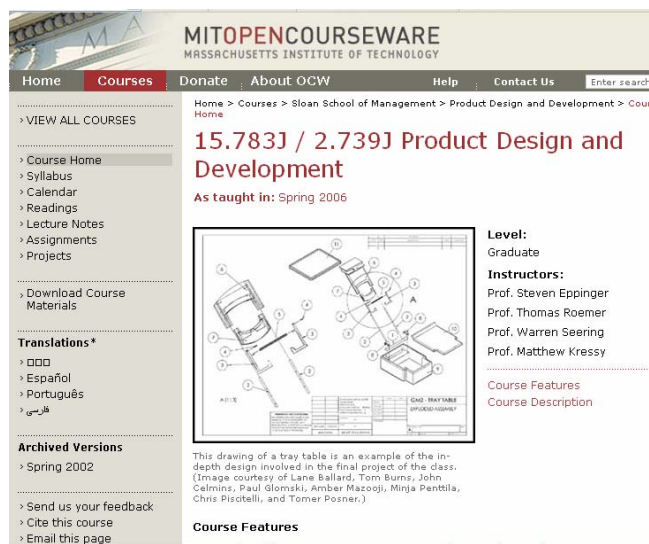 MITOPENCOURSEWARE
MASSACHUSETTS INSTITUTE OF TECHNOLOGY
Home Courses Donate About OCW Help Contact Us Enter search
Home > Courses > Sloan School of Management > Product Design and Development >
Home
15.783J / 2.739J Product Design and
Development
As taught in: Spring 2006
› VIEW ALL COURSES
› Course Home
› Syllabus
› Calendar
› Readings
› Lecture Notes
› Assignments
› Projects
› Download Course
Materials
Translations*
› □□□
› Español
› Português
› فارسی
Archived Versions
› Spring 2002
› Send us your feedback
› Cite this course
› Email this page
A
GM2 - TRAY TABLE
EXPLODED ASSEMBLY
Level:
Graduate
Instructors:
Prof. Steven Eppinger
Prof. Thomas Roemer
Prof. Warren Seering
Prof. Matthew Kressy
Course Features
Course Description
This drawing of a tray table is an example of the in-
depth design involved in the final project of the class.
(Image courtesy of Lane Ballard, Tom Burns, John
Celmins, Paul Glomski, Amber Mazooji, Minja Penttila,
Chris Piscitelli, and Tomer Posner.)
Course Features